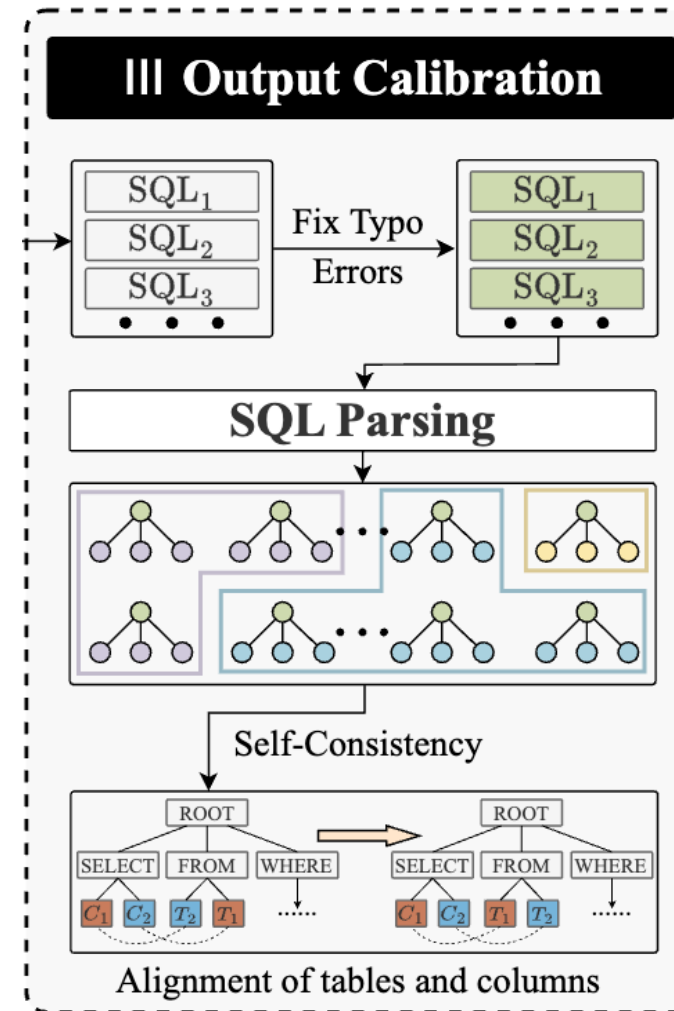 III Output Calibration
SQL₁
SQL₂
SQL₃
• • •
Fix Typo
Errors
SQL₁
SQL₂
SQL₃
• • •
SQL Parsing
• • •
• • •
Self-Consistency
ROOT
SELECT FROM WHERE
C₁ C₂ T₂ T₁ ......
ROOT
SELECT FROM WHERE
C₁ C₂ T₁ T₂ ......
Alignment of tables and columns